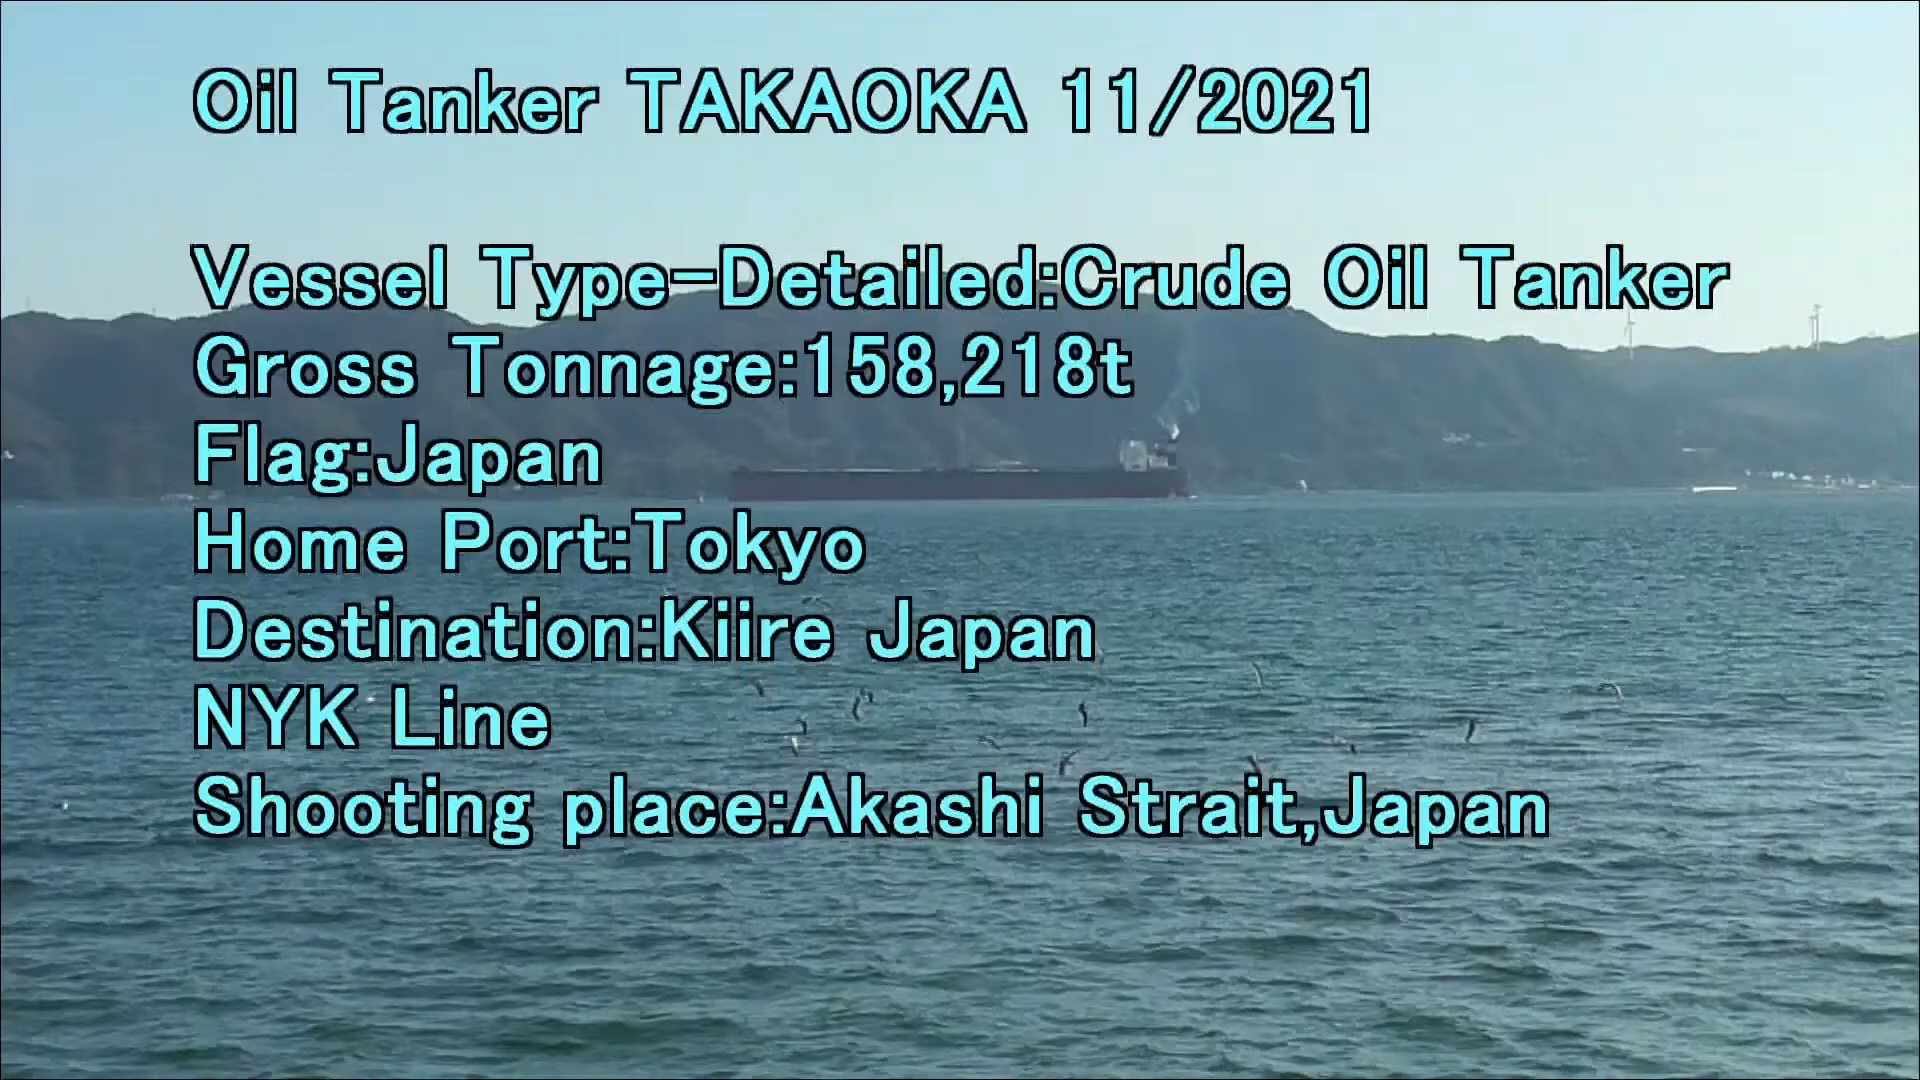 Oil Tanker TAKAOKA 11/2021
Vessel Type-Detailed:Crude Oil Tanker
Gross Tonnage:158,218t
Flag:Japan
Home Port:Tokyo
Destination:Kiire Japan
NYK Line
Shooting place:Akashi Strait,Japan